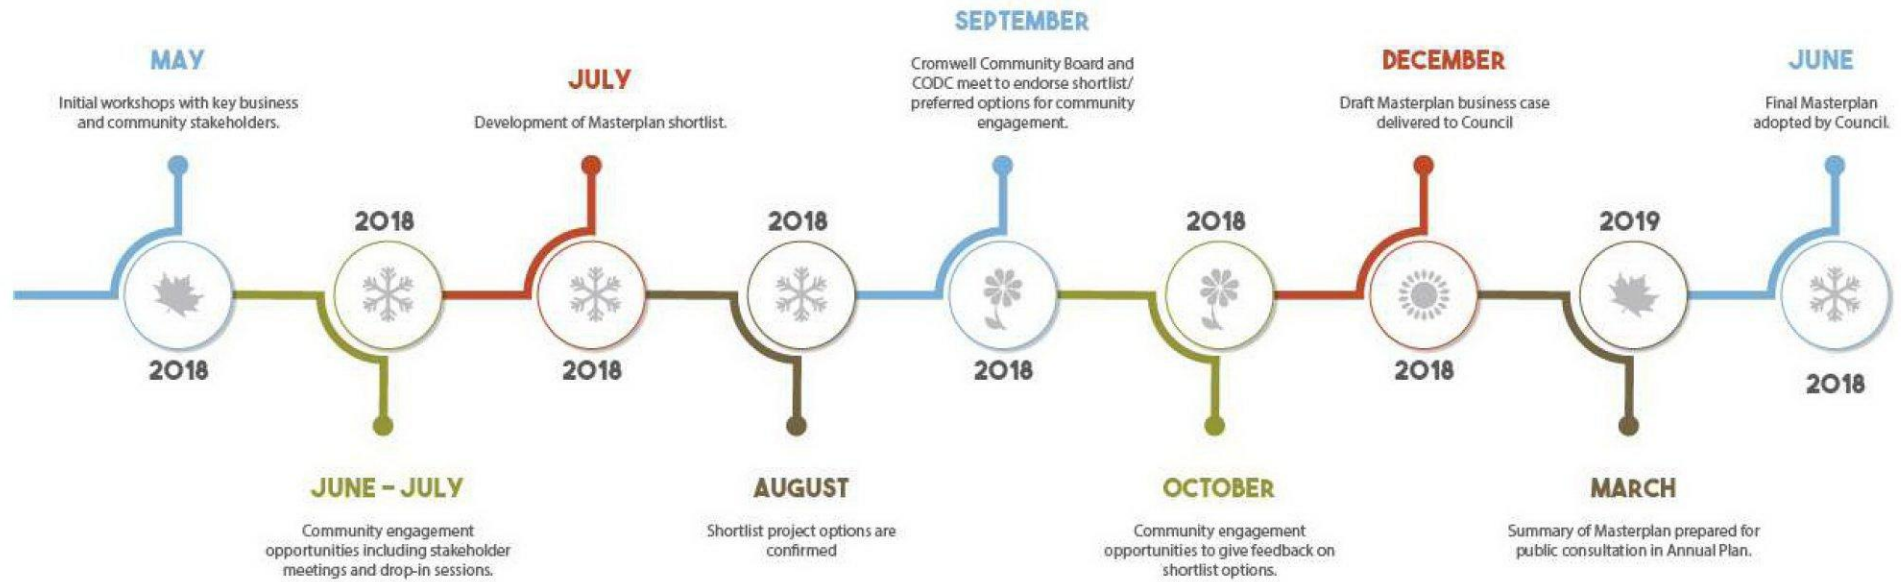 MAY
Initial workshops with key business
and community stakeholders.
2018
2018
JUNE – JULY
Community engagement
opportunities including stakeholder
meetings and drop-in sessions.
JULY
Development of Masterplan shortlist.
2018
2018
AUGUST
Shortlist project options are
confirmed
SEPTEMBER
Cromwell Community Board and
CODC meet to endorse shortlist/
preferred options for community
engagement.
2018
2018
OCTOBER
Community engagement
opportunities to give feedback on
shortlist options.
DECEMBER
Draft Masterplan business case
delivered to Council
2018
2019
MARCH
Summary of Masterplan prepared for
public consultation in Annual Plan.
JUNE
Final Masterplan
adopted by Council.
2018